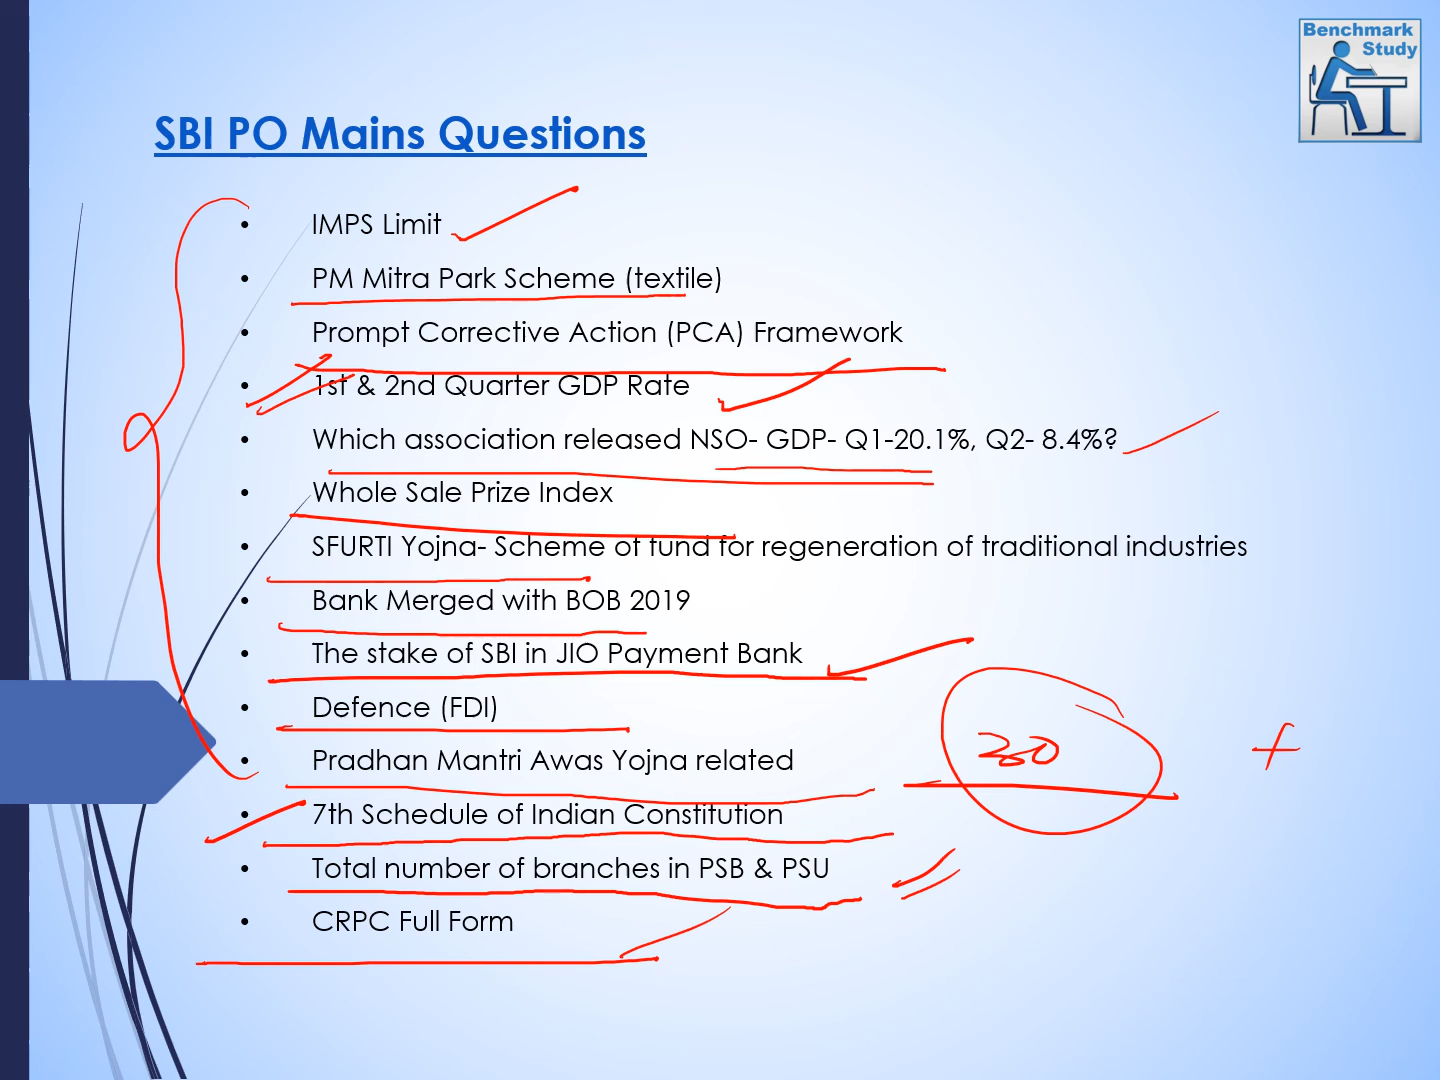 Benchmark
Study
SBI PO Mains Questions
• IMPS Limit
• PM Mitra Park Scheme (textile)
• Prompt Corrective Action (PCA) Framework
• 1st & 2nd Quarter GDP Rate
• Which association released NSO- GDP- Q1-20.1%, Q2- 8.4%?
• Whole Sale Prize Index
• SFURTI Yojna- Scheme of fund for regeneration of traditional industries
• Bank Merged with BOB 2019
• The stake of SBI in JIO Payment Bank
• Defence (FDI)
• Pradhan Mantri Awas Yojna related
• 7th Schedule of Indian Constitution
• Total number of branches in PSB & PSU
• CRPC Full Form